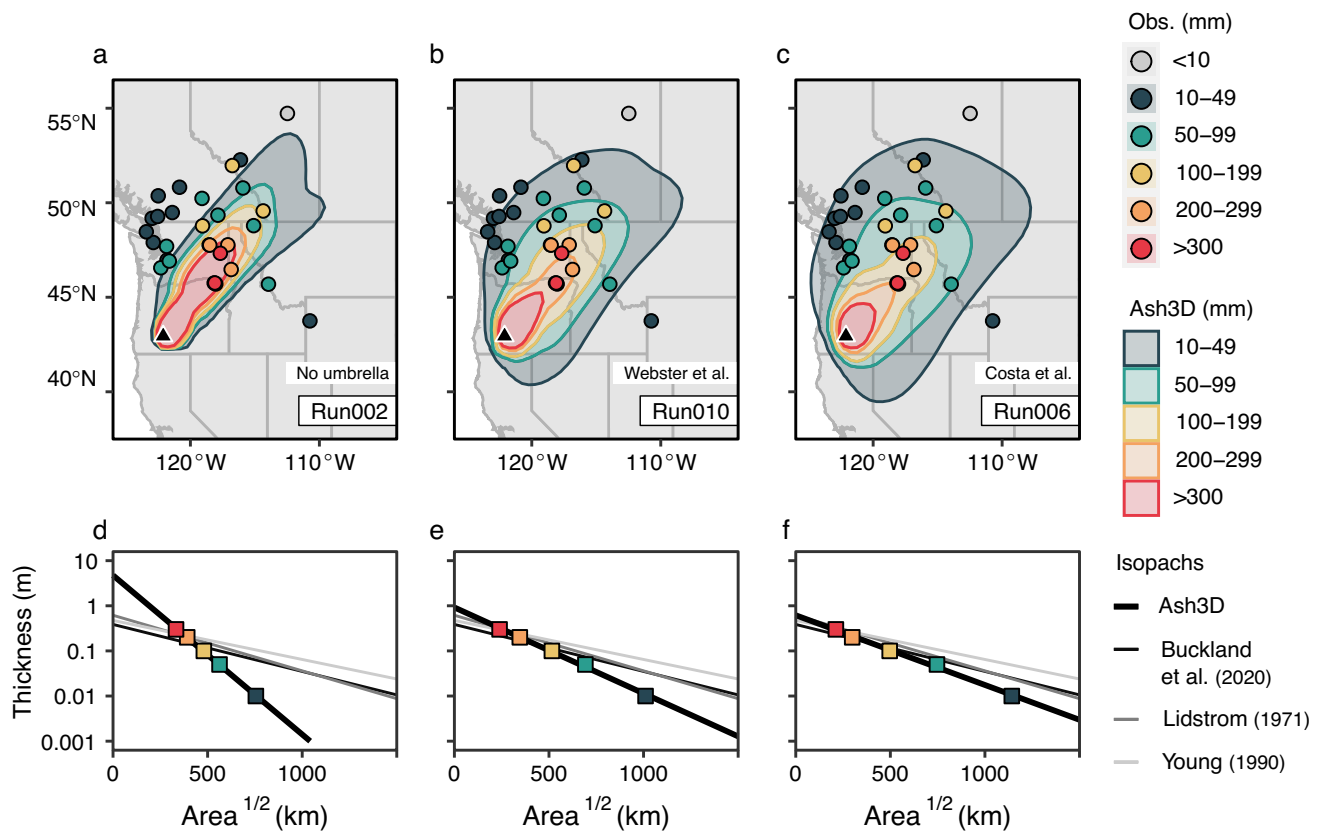 a
b
c
55°N
50°N
45°N
40°N
No umbrella
Run002
Webster et al.
Run010
Costa et al.
Run006
120°W
110°W
120°W
110°W
120°W
110°W
Obs. (mm)
<10
10–49
50–99
100–199
200–299
>300
Ash3D (mm)
10–49
50–99
100–199
200–299
>300
d
e
f
Thickness (m)
10
1
0.1
0.01
0.001
0
500
1000
0
500
1000
0
500
1000
Area 1/2 (km)
Area 1/2 (km)
Area 1/2 (km)
Isopachs
Ash3D
Buckland
et al. (2020)
Lidstrom (1971)
Young (1990)